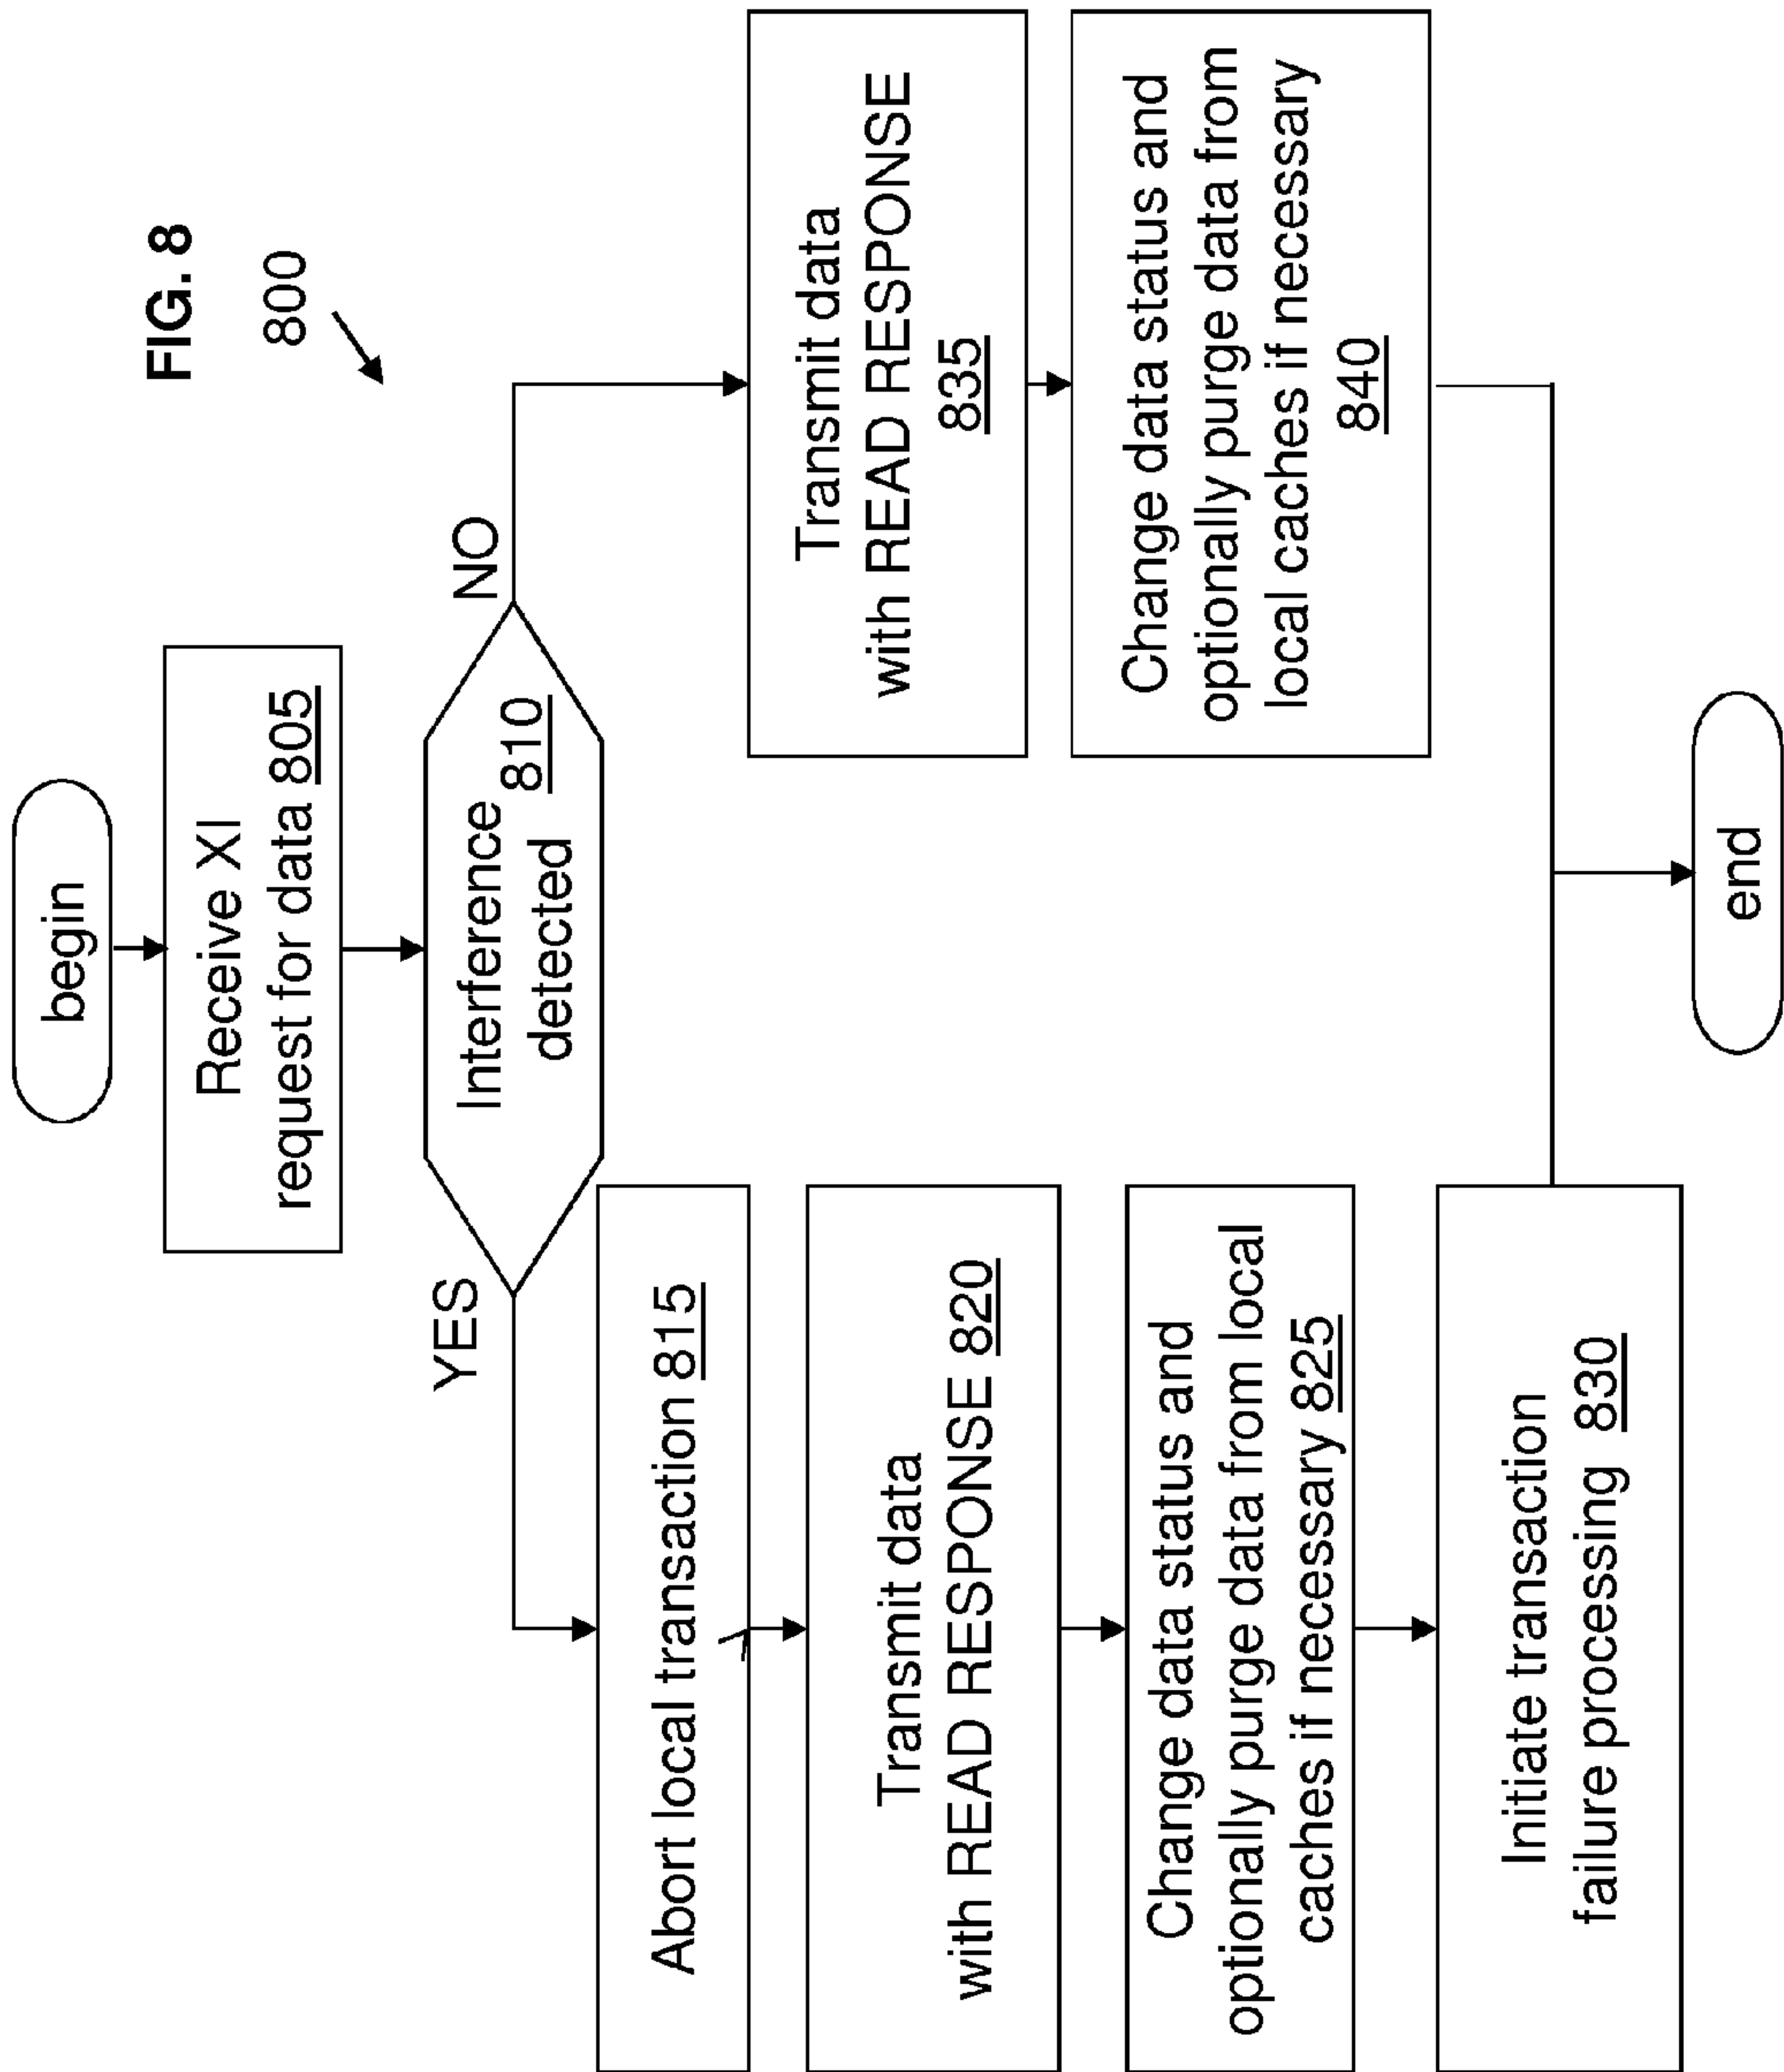 FIG. 8
800
begin
Receive XI
request for data 805
Interference 810
detected
YES
NO
Abort local transaction 815
Transmit data
with READ RESPONSE 820
Change data status and
optionally purge data from local
caches if necessary 825
Initiate transaction
failure processing 830
Transmit data
with READ RESPONSE
835
Change data status and
optionally purge data from
local caches if necessary
840
end